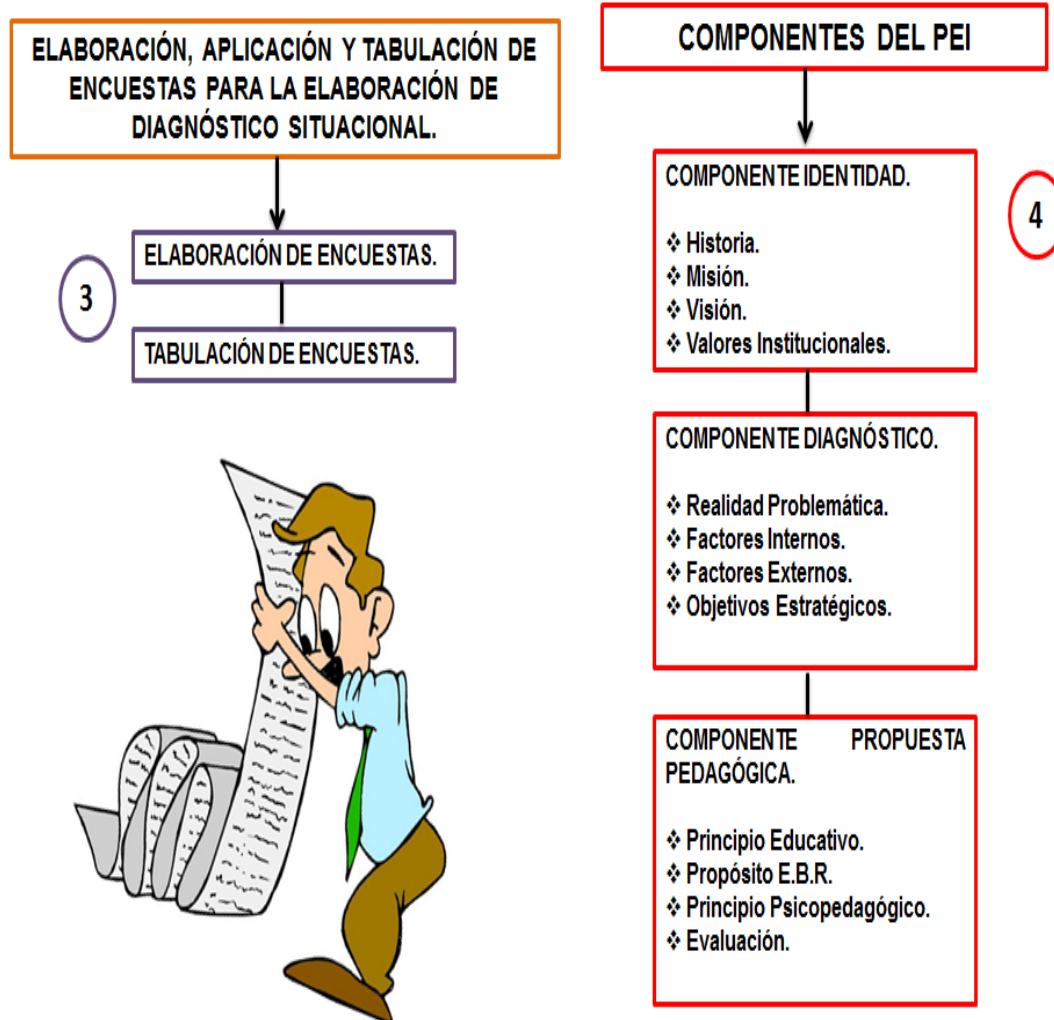 ELABORACIÓN, APLICACIÓN Y TABULACIÓN DE
ENCUESTAS PARA LA ELABORACIÓN DE
DIAGNÓSTICO SITUACIONAL.
3
ELABORACIÓN DE ENCUESTAS.
TABULACIÓN DE ENCUESTAS.
COMPONENTES DEL PEI
4
COMPONENTE IDENTIDAD.
❖ Historia.
❖ Misión.
❖ Visión.
❖ Valores Institucionales.
COMPONENTE DIAGNÓSTICO.
❖ Realidad Problemática.
❖ Factores Internos.
❖ Factores Externos.
❖ Objetivos Estratégicos.
COMPONENTE PROPUESTA
PEDAGÓGICA.
❖ Principio Educativo.
❖ Propósito E.B.R.
❖ Principio Psicopedagógico.
❖ Evaluación.